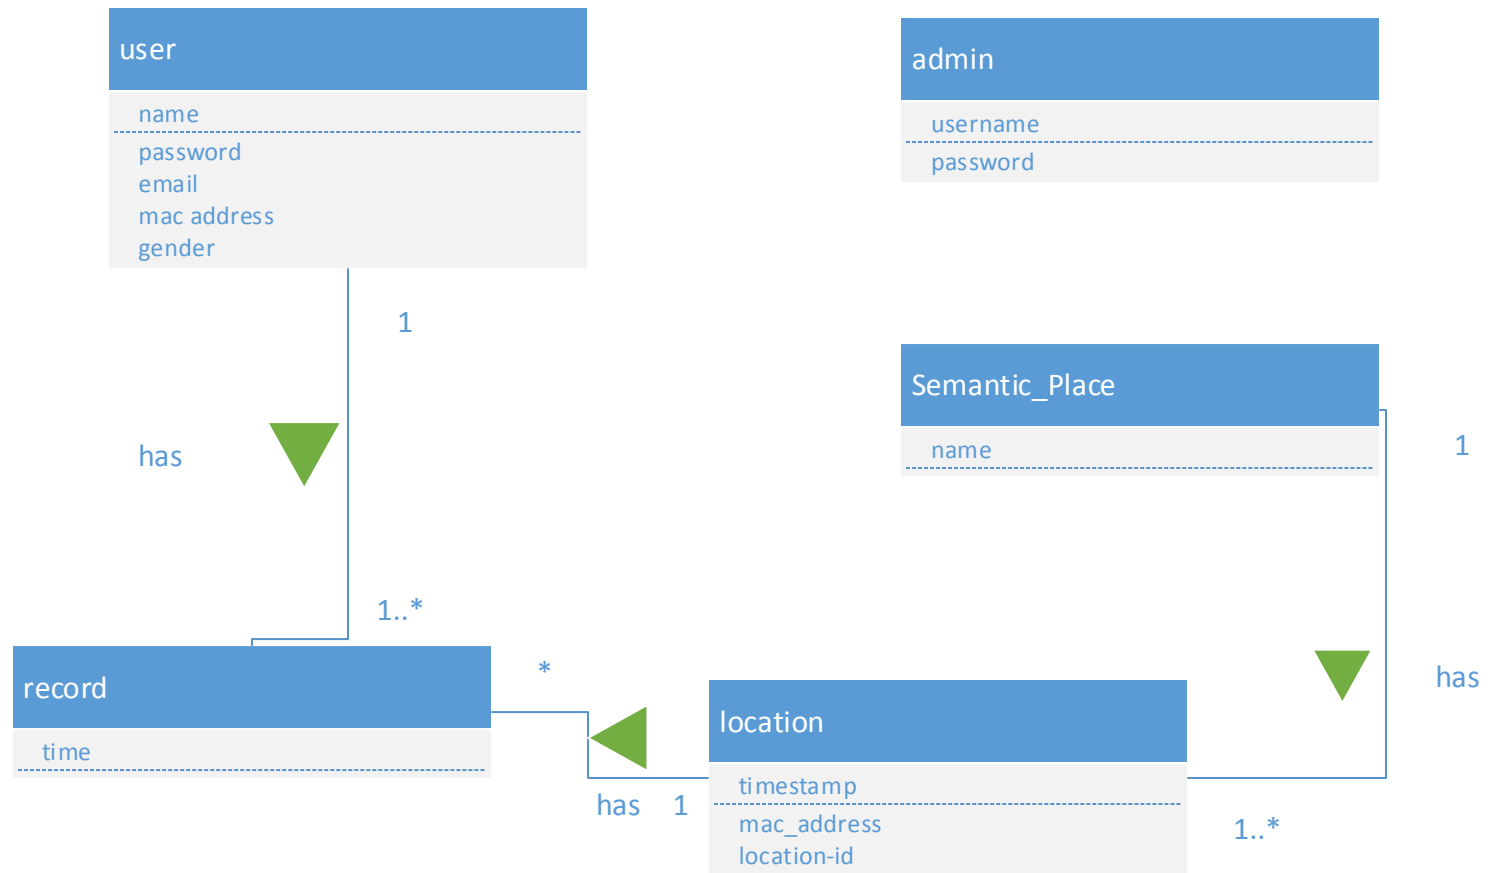 user
name
password
email
mac address
gender
admin
username
password
1
has
1..*
Semantic_Place
name
1
has
record
time
*
has 1
location
timestamp
mac_address
location-id
1..*